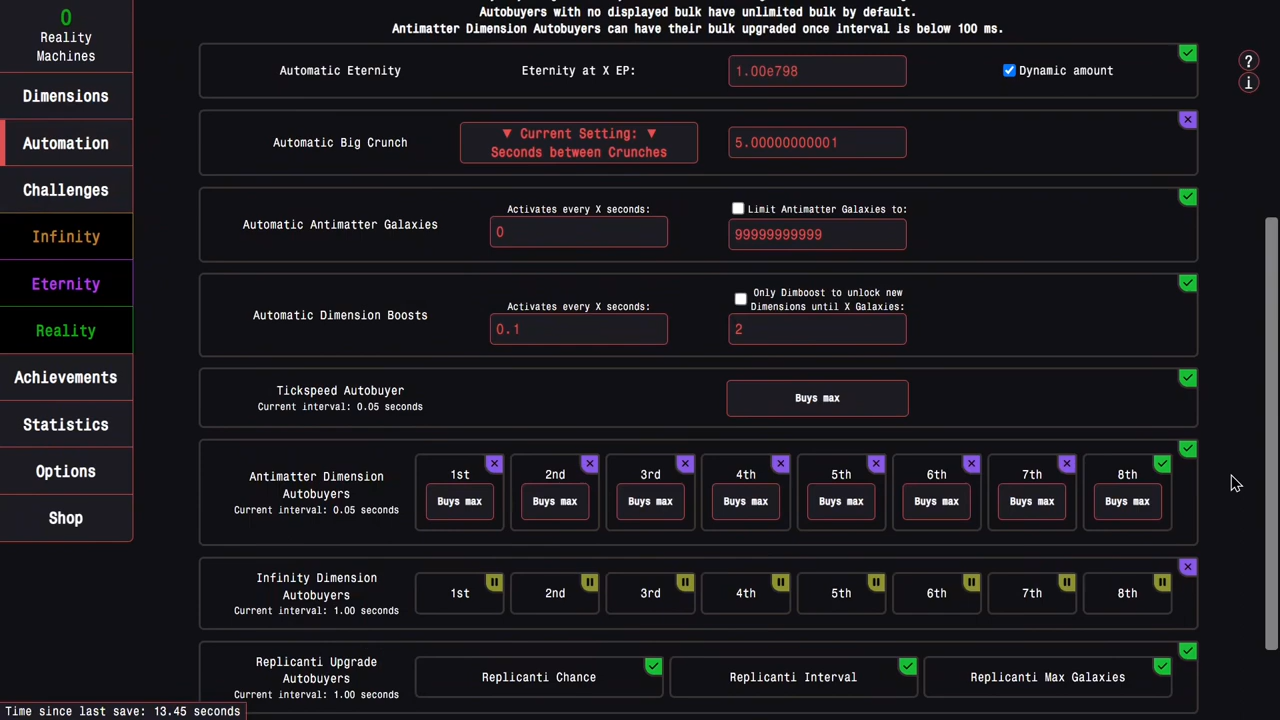 0
Reality
Machines
Dimensions
Automation
Challenges
Infinity
Eternity
Reality
Achievements
Statistics
Options
Shop
Autobuyers with no displayed bulk have unlimited bulk by default.
Antimatter Dimension Autobuyers can have their bulk upgraded once interval is below 100 ms.
Automatic Eternity
Eternity at X EP:
1.00e798
Dynamic amount
?
i
Automatic Big Crunch
▼ Current Setting: ▼
Seconds between Crunches
5.00000000001
Automatic Antimatter Galaxies
Activates every X seconds:
0
Limit Antimatter Galaxies to:
99999999999
Automatic Dimension Boosts
Activates every X seconds:
0.1
Only Dimboost to unlock new
Dimensions until X Galaxies:
2
Tickspeed Autobuyer
Current interval: 0.05 seconds
Buys max
Antimatter Dimension
Autobuyers
Current interval: 0.05 seconds
1st
Buys max
2nd
Buys max
3rd
Buys max
4th
Buys max
5th
Buys max
6th
Buys max
7th
Buys max
8th
Buys max
Infinity Dimension
Autobuyers
Current interval: 1.00 seconds
1st
2nd
3rd
4th
5th
6th
7th
8th
Replicanti Upgrade
Autobuyers
Current interval: 1.00 seconds
Replicanti Chance
Replicanti Interval
Replicanti Max Galaxies
Time since last save: 13.45 seconds